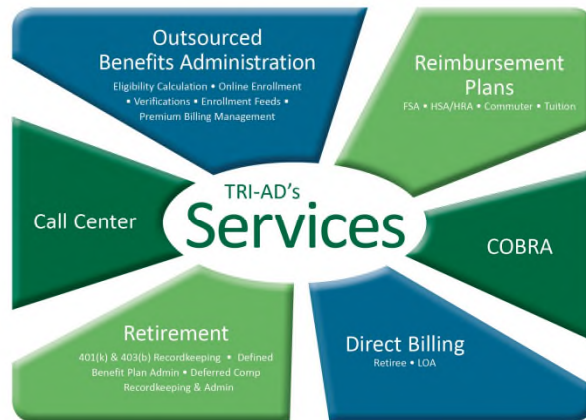 Outsourced
Benefits Administration
Eligibility Calculation • Online Enrollment
• Verifications • Enrollment Feeds •
Premium Billing Management
Reimbursement
Plans
FSA • HSA/HRA • Commuter • Tuition
Call Center
TRI-AD's
Services
COBRA
Retirement
401(k) & 403(b) Recordkeeping • Defined
Benefit Plan Admin • Deferred Comp
Recordkeeping & Admin
Direct Billing
Retiree • LOA